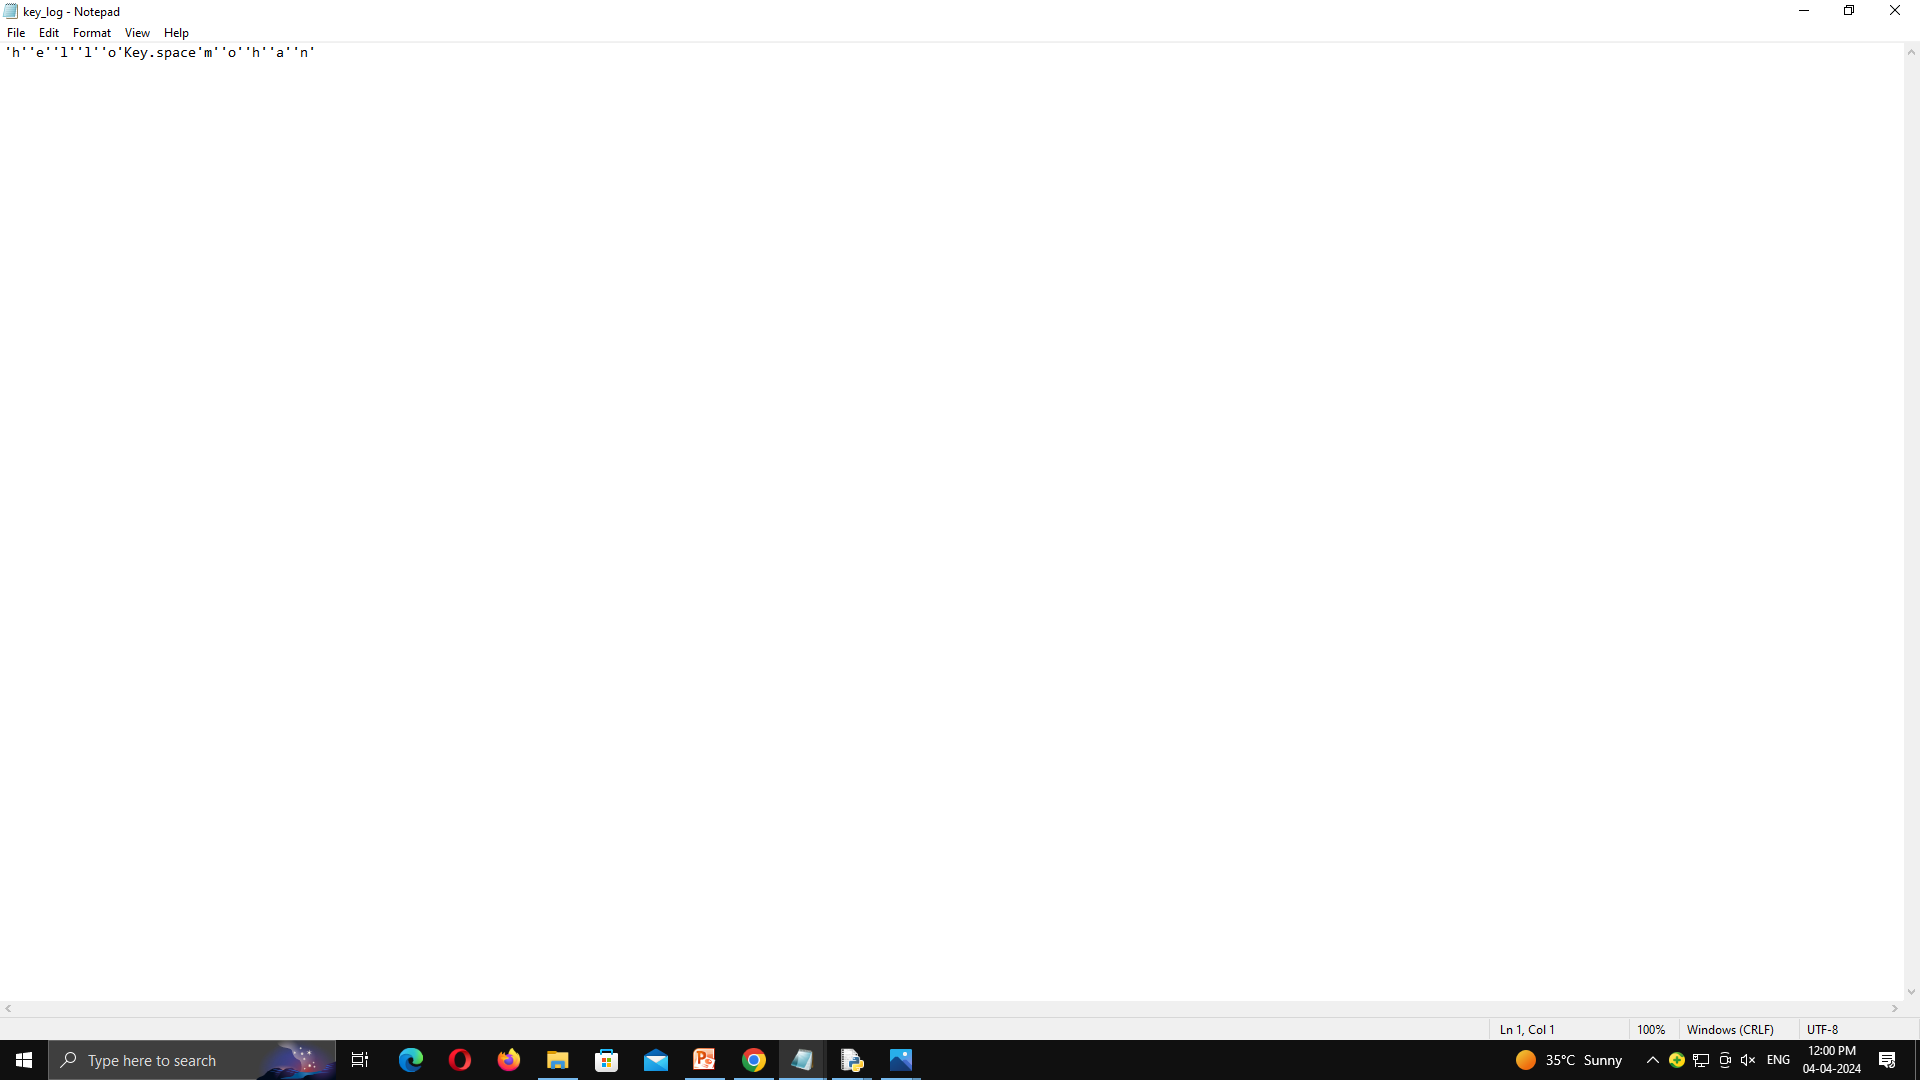 key_log - Notepad
File Edit Format View Help
'h''e''l''l''o'Key.space'm''o''h''a''n'
Ln 1, Col 1 100% Windows (CRLF) UTF-8
Type here to search
35°C Sunny
ENG
12:00 PM
04-04-2024